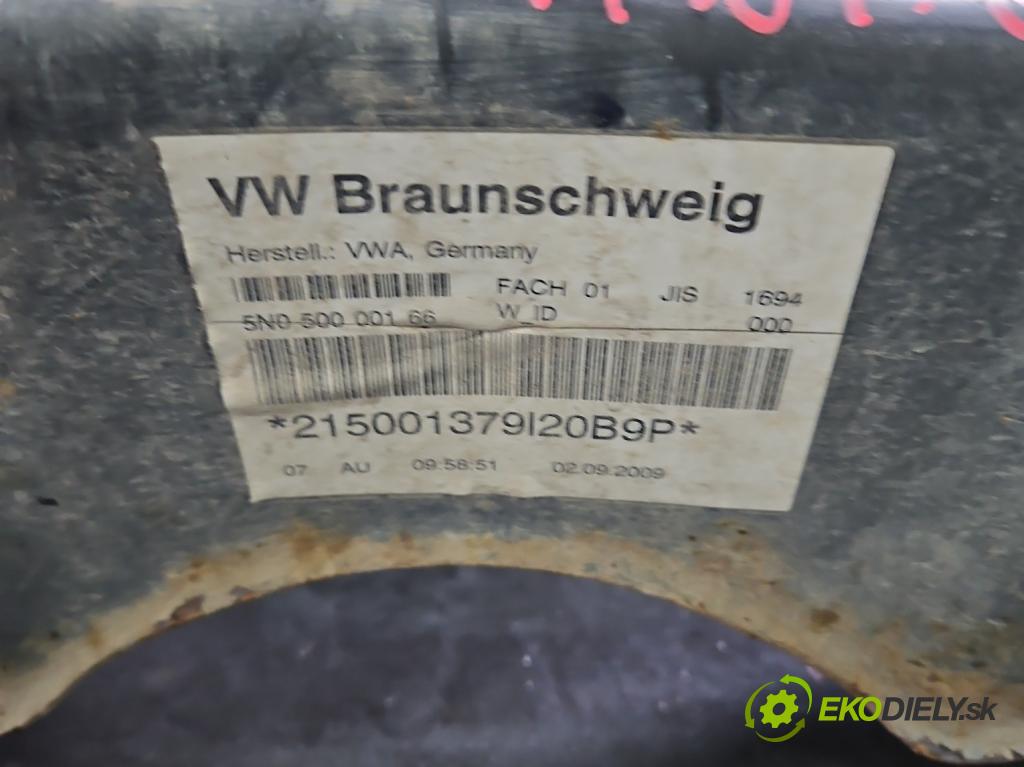 VW Braunschweig
Herstell.: VWA, Germany
FACH 01 JIS 1694
5N0 500 001 66 W_ID 000
*215001379I20B9P*
07 AU 09:58:51 02.09.2009
EKODIELY.sk